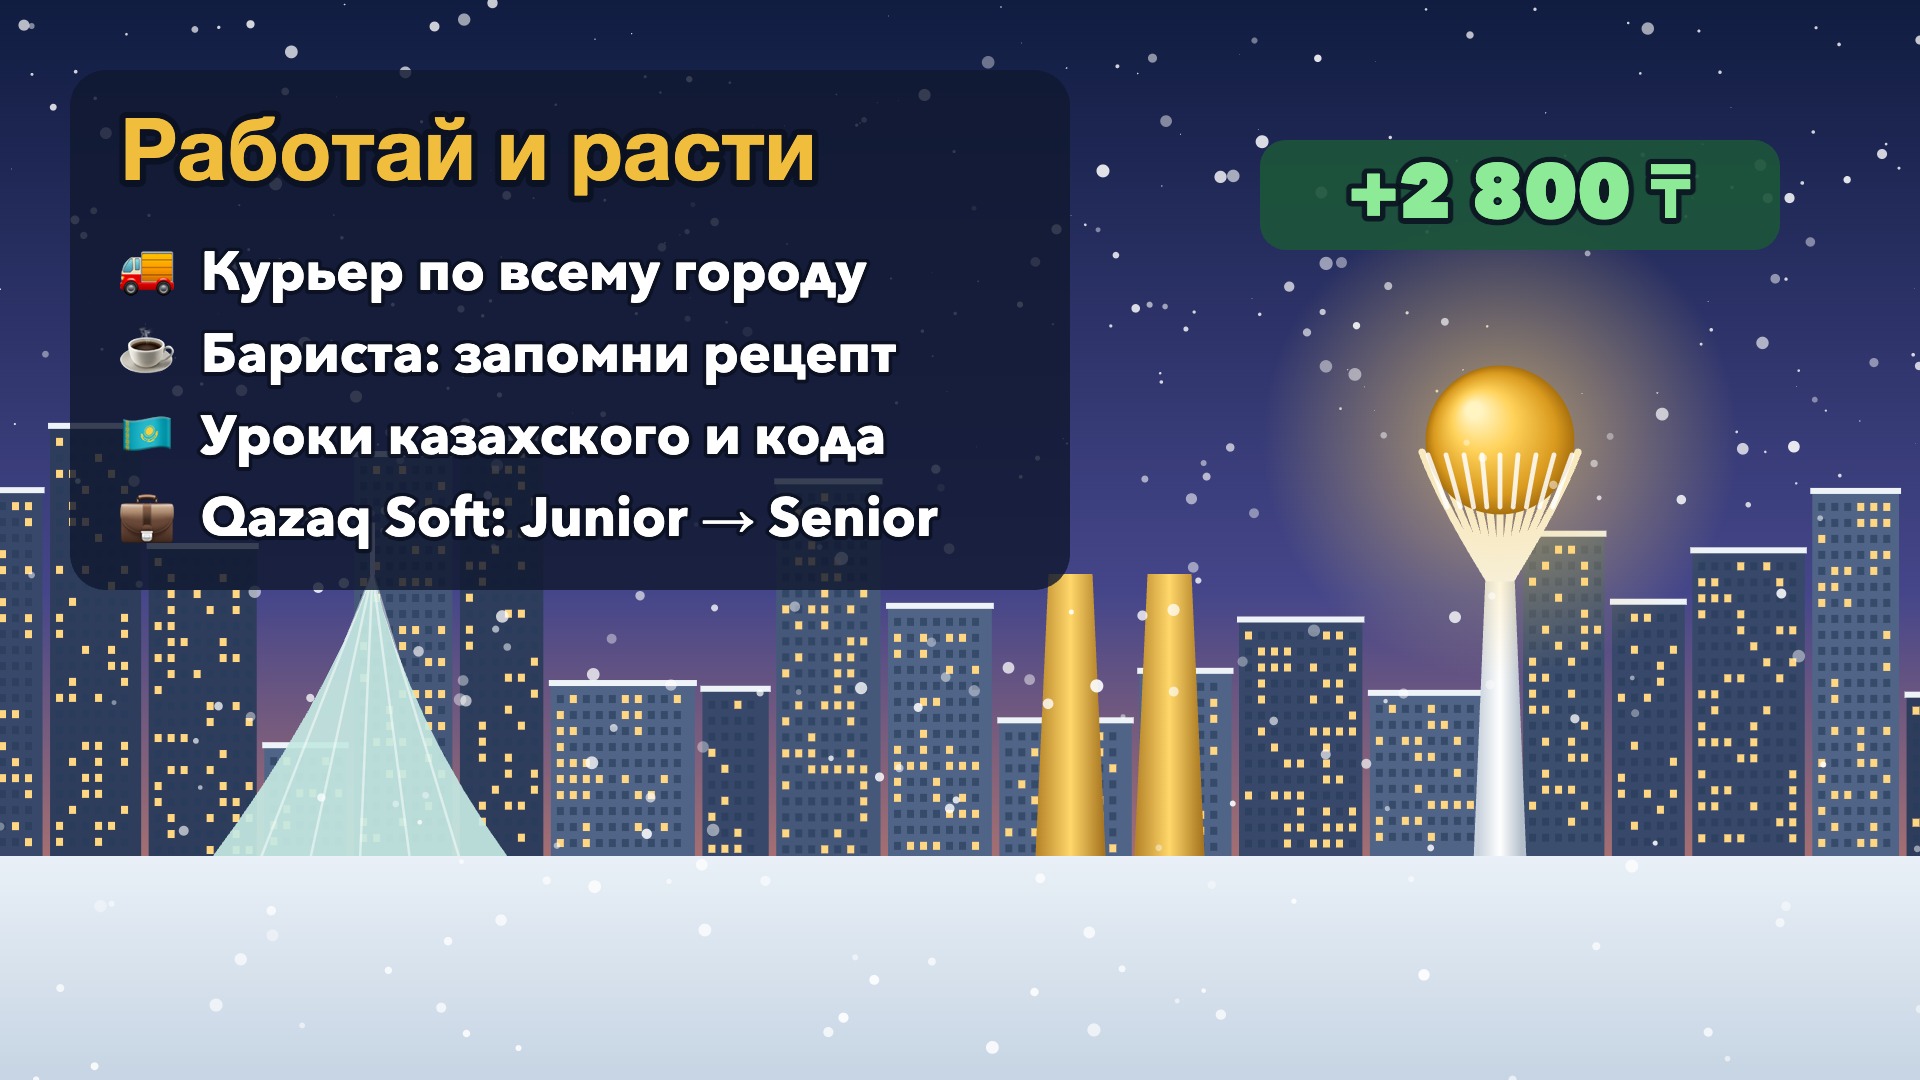 Работай и расти
Курьер по всему городу
Бариста: запомни рецепт
Уроки казахского и кода
Qazaq Soft: Junior → Senior
+2 800 ₸